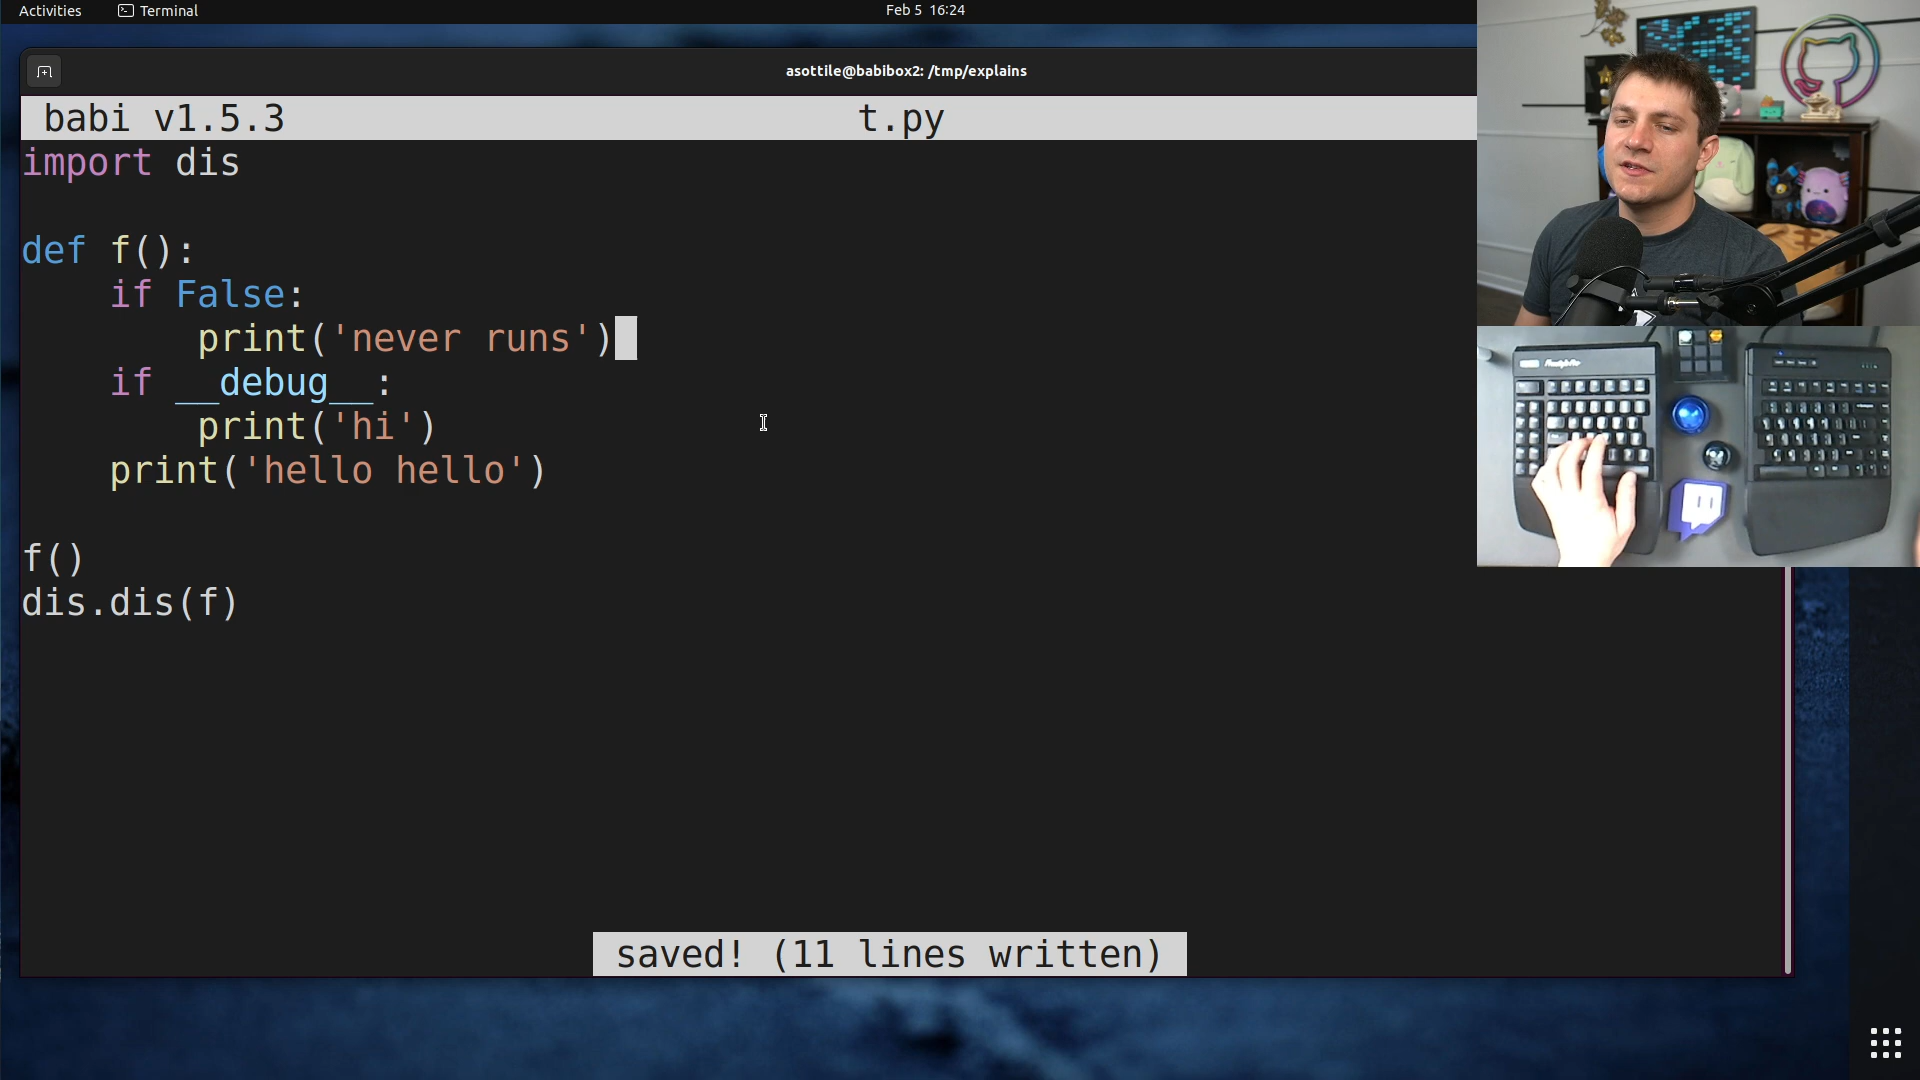 Activities Terminal Feb 5 16:24
asottile@babibox2: /tmp/explains
babi v1.5.3 t.py
import dis
def f():
if False:
print('never runs')
if __debug__:
print('hi')
print('hello hello')
f()
dis.dis(f)
saved! (11 lines written)